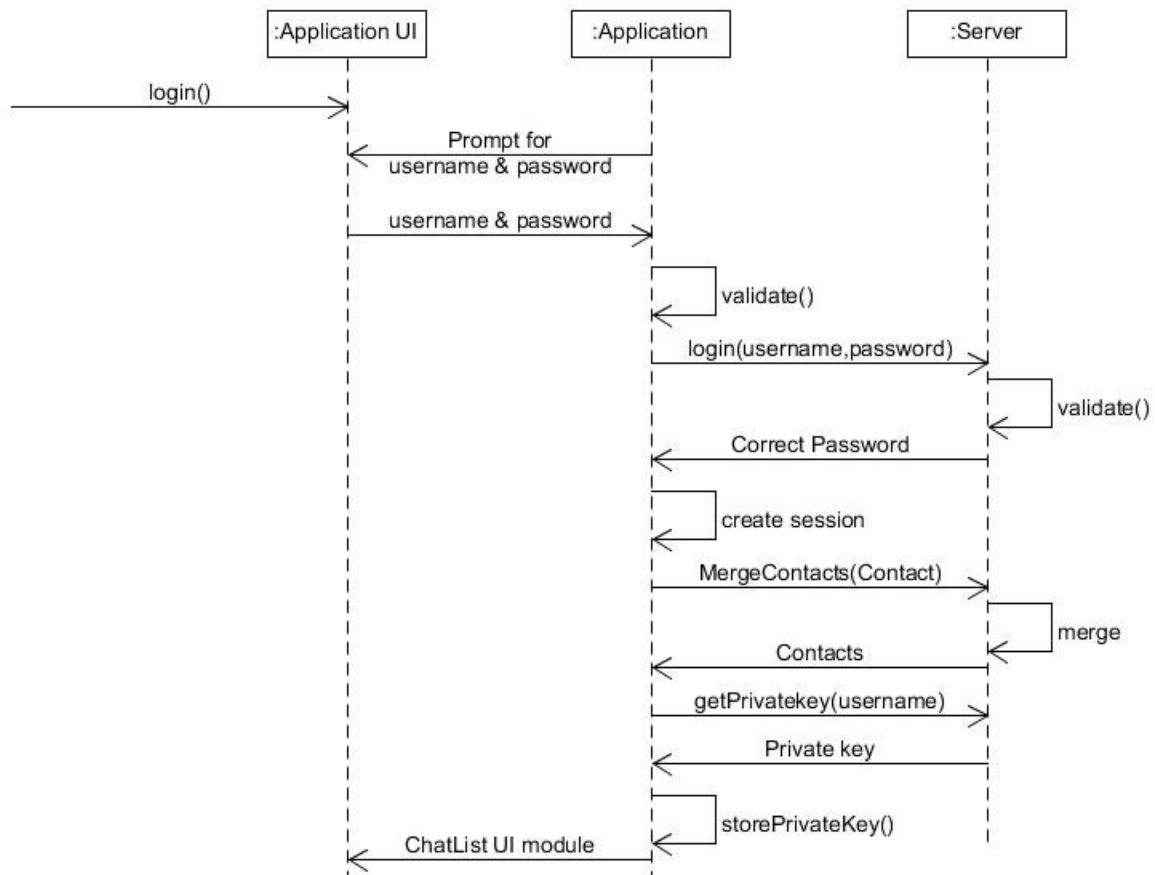 :Application UI
:Application
:Server
login()
Prompt for
username & password
username & password
validate()
login(username,password)
validate()
Correct Password
create session
MergeContacts(Contact)
merge
Contacts
getPrivatekey(username)
Private key
storePrivateKey()
ChatList UI module